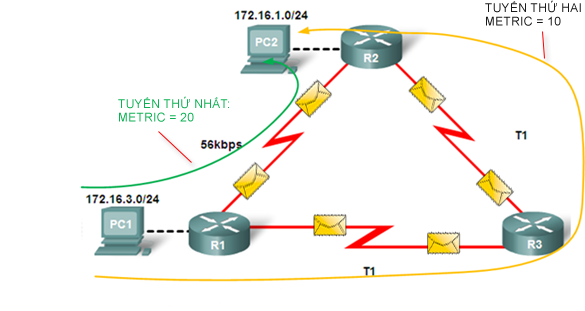 172.16.1.0/24
PC2
R2
TUYẾN THỨ HAI
METRIC = 10
TUYẾN THỨ NHẤT:
METRIC = 20
56kbps
T1
172.16.3.0/24
PC1
R1
R3
T1